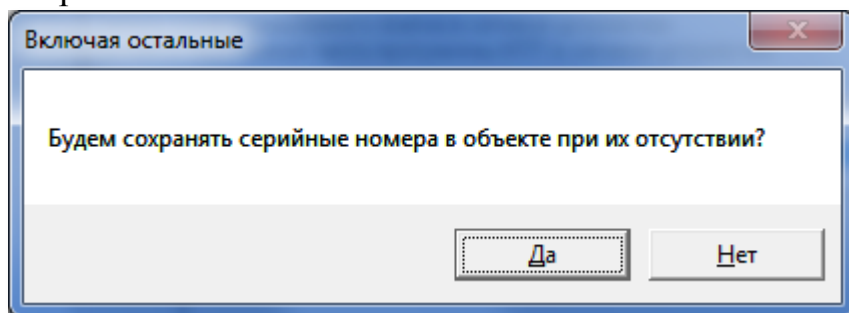 Включая остальные
Будем сохранять серийные номера в объекте при их отсутствии?
Да
Нет